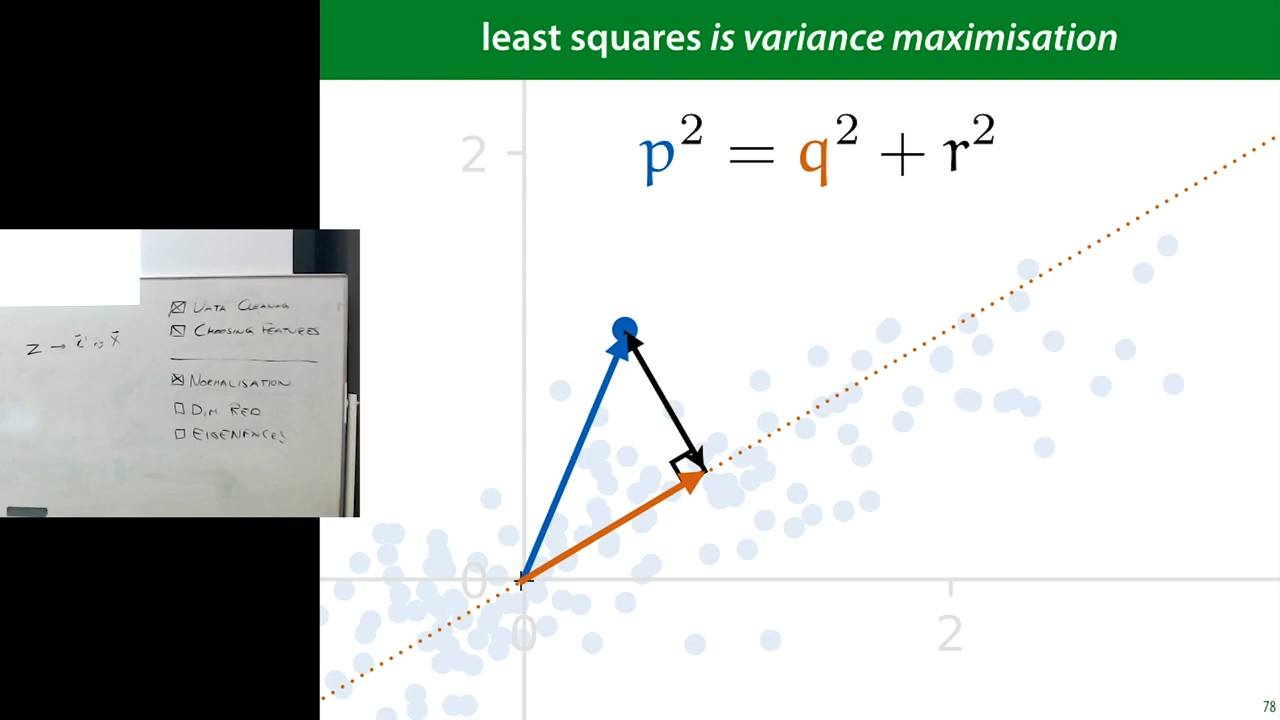 least squares is variance maximisation
p² = q² + r²
2
0
0
2
78
DATA CLEANING
CHOOSING FEATURES
NORMALISATION
DIM RED
EIGENFACES